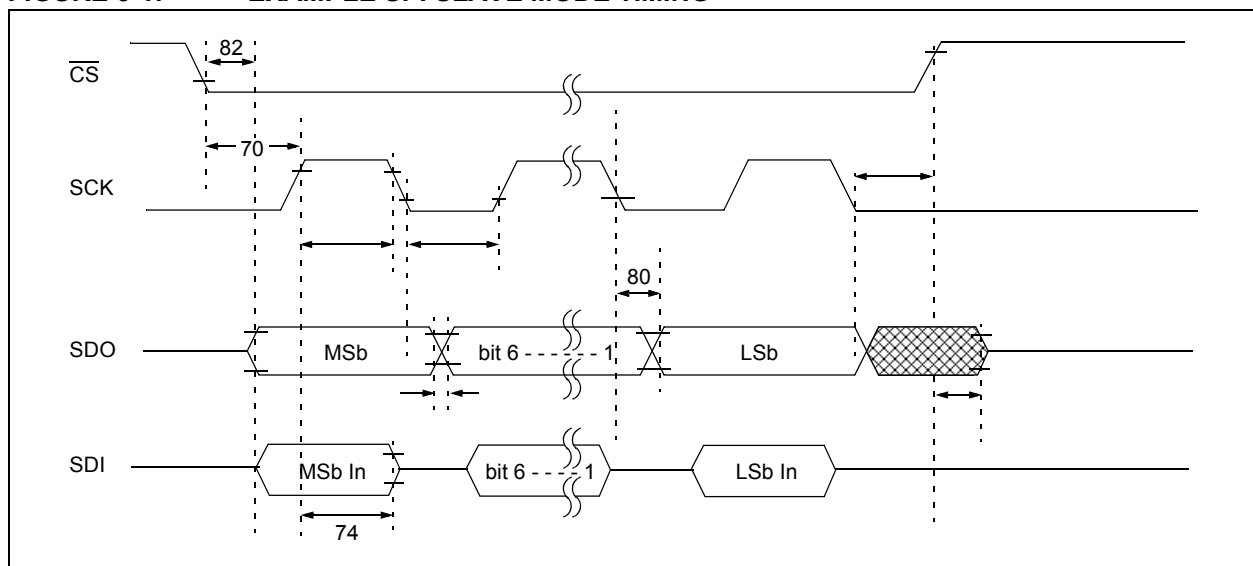 82
CS
70
SCK
80
SDO
MSb
bit 6 - - - - - - 1
LSb
SDI
MSb In
bit 6 - - - - - 1
LSb In
74